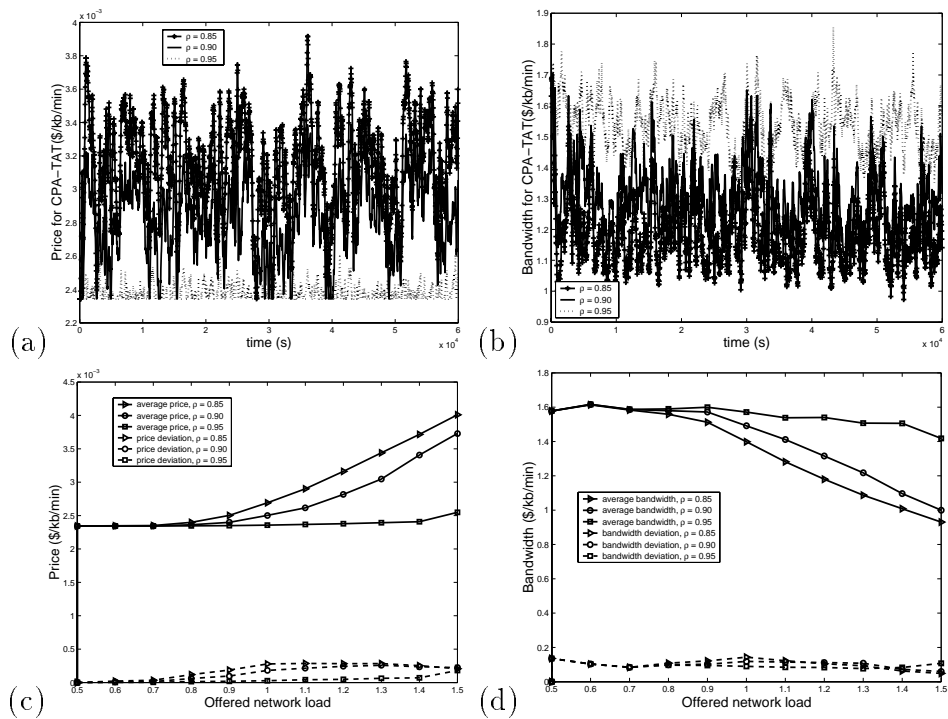 x 10⁻³
4
3.8
3.6
3.4
3.2
3
2.8
2.6
2.4
2.2
Price for CPA−TAT($/kb/min)
ρ = 0.85
ρ = 0.90
ρ = 0.95
0 1 2 3 4 5 6
time (s)
x 10⁴
(a)
1.9
1.8
1.7
1.6
1.5
1.4
1.3
1.2
1.1
1
0.9
Bandwidth for CPA−TAT($/kb/min)
ρ = 0.85
ρ = 0.90
ρ = 0.95
0 1 2 3 4 5 6
time (s)
x 10⁴
(b)
x 10⁻³
4.5
4
3.5
3
2.5
2
1.5
1
0.5
0
Price ($/kb/min)
average price, ρ = 0.85
average price, ρ = 0.90
average price, ρ = 0.95
price deviation, ρ = 0.85
price deviation, ρ = 0.90
price deviation, ρ = 0.95
0.5 0.6 0.7 0.8 0.9 1 1.1 1.2 1.3 1.4 1.5
Offered network load
(c)
1.8
1.6
1.4
1.2
1
0.8
0.6
0.4
0.2
0
Bandwidth ($/kb/min)
average bandwidth, ρ = 0.85
average bandwidth, ρ = 0.90
average bandwidth, ρ = 0.95
bandwidth deviation, ρ = 0.85
bandwidth deviation, ρ = 0.90
bandwidth deviation, ρ = 0.95
0.5 0.6 0.7 0.8 0.9 1 1.1 1.2 1.3 1.4 1.5
Offered network load
(d)